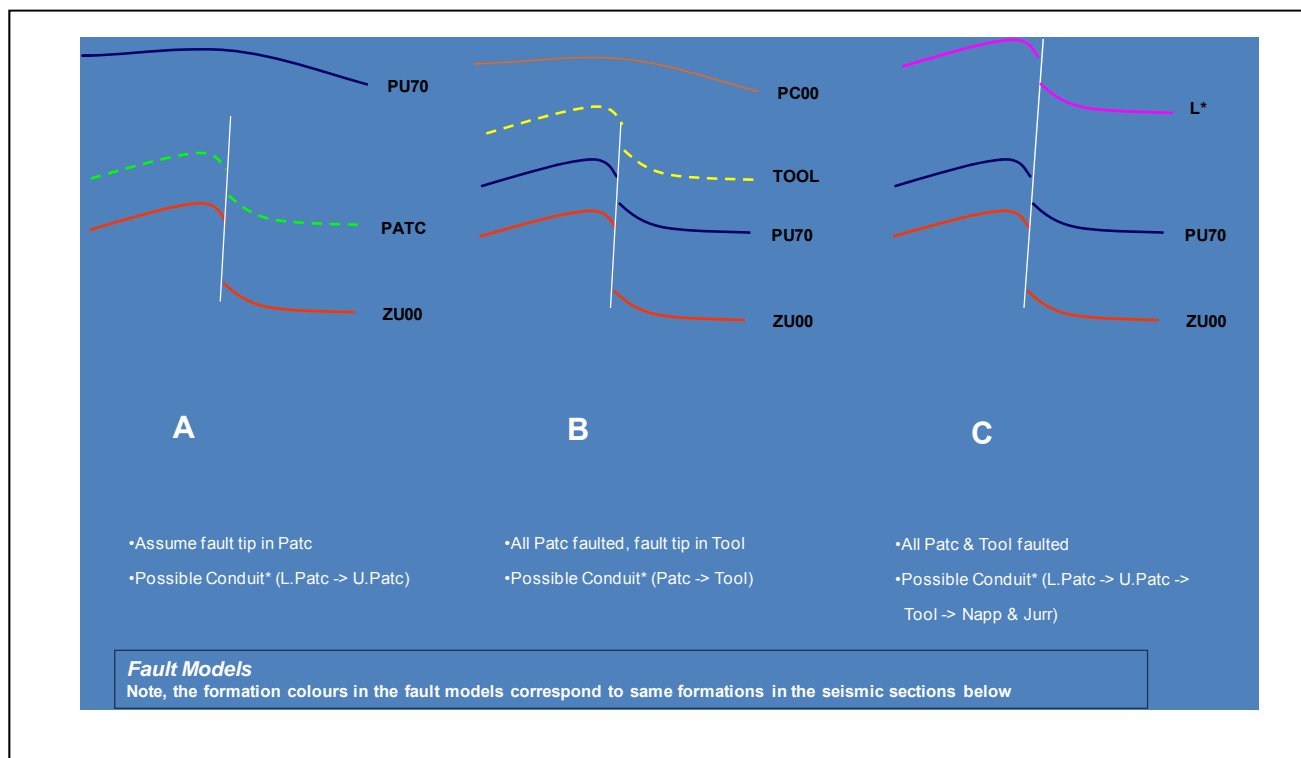 PU70
PATC
ZU00
A
•Assume fault tip in Patc
•Possible Conduit* (L.Patc -> U.Patc)
PC00
TOOL
PU70
ZU00
B
•All Patc faulted, fault tip in Tool
•Possible Conduit* (Patc -> Tool)
L*
PU70
ZU00
C
•All Patc & Tool faulted
•Possible Conduit* (L.Patc -> U.Patc ->
Tool -> Napp & Jurr)
Fault Models
Note, the formation colours in the fault models correspond to same formations in the seismic sections below